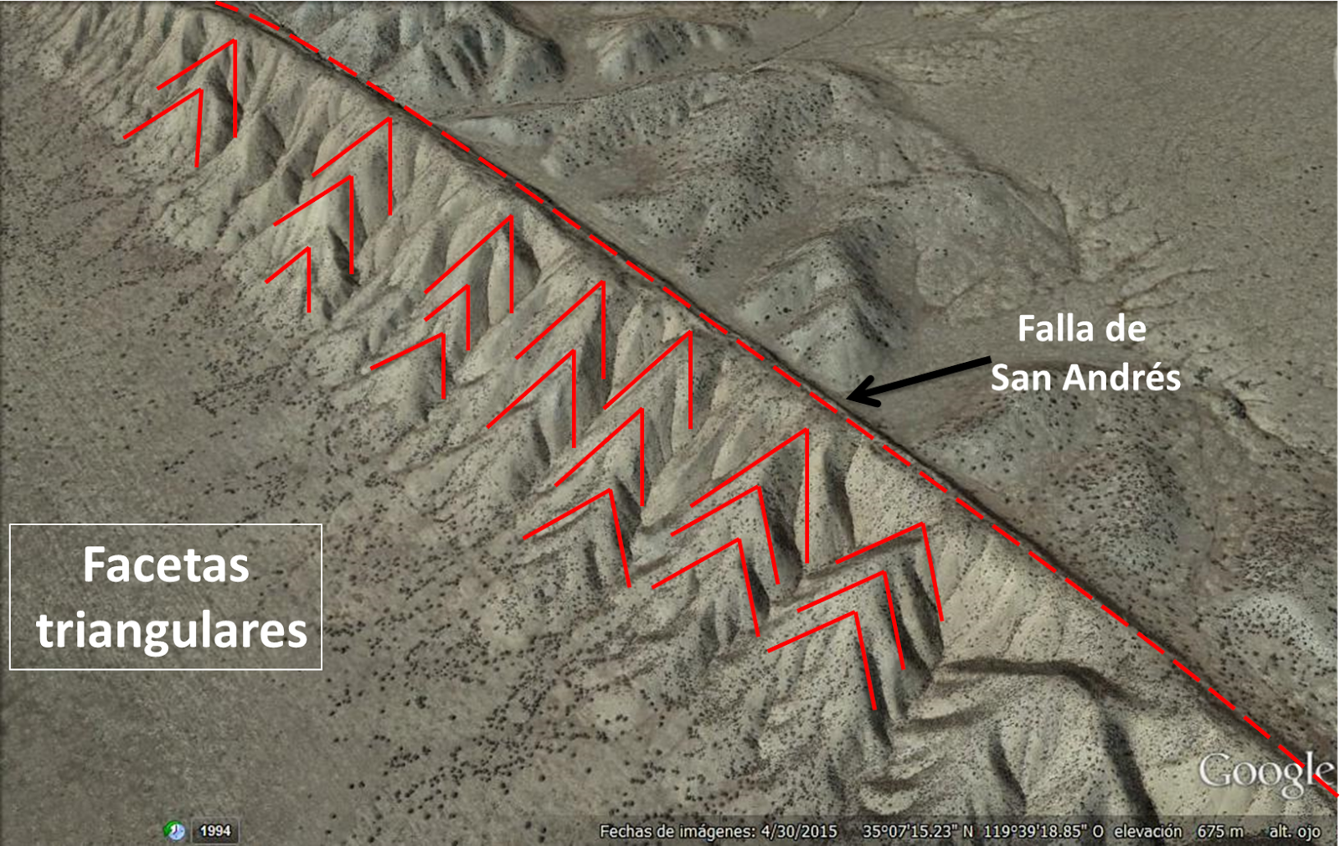 Falla de
San Andrés
Facetas
triangulares
Google
1994
Fechas de imágenes: 4/30/2015 35°07'15.23" N 119°39'18.85" O elevación 675 m alt. ojo